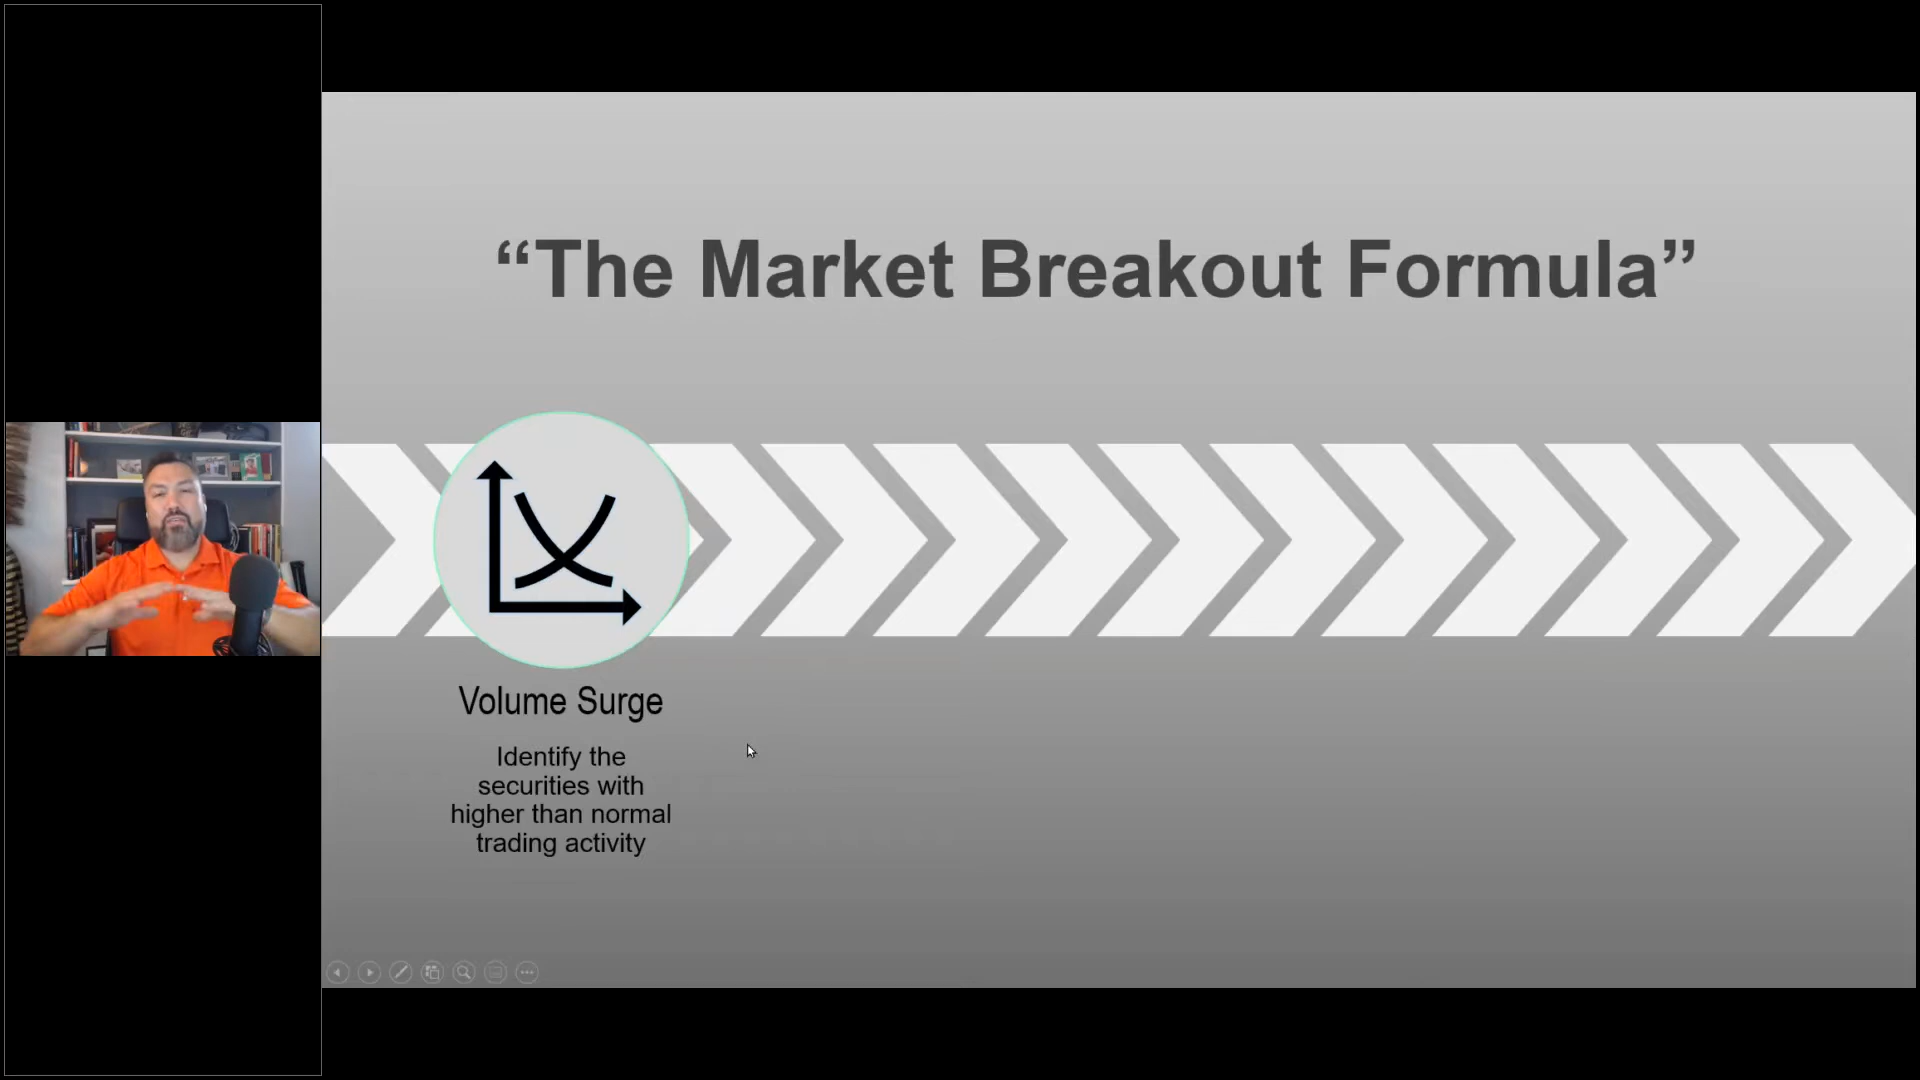 “The Market Breakout Formula”
Volume Surge
Identify the
securities with
higher than normal
trading activity